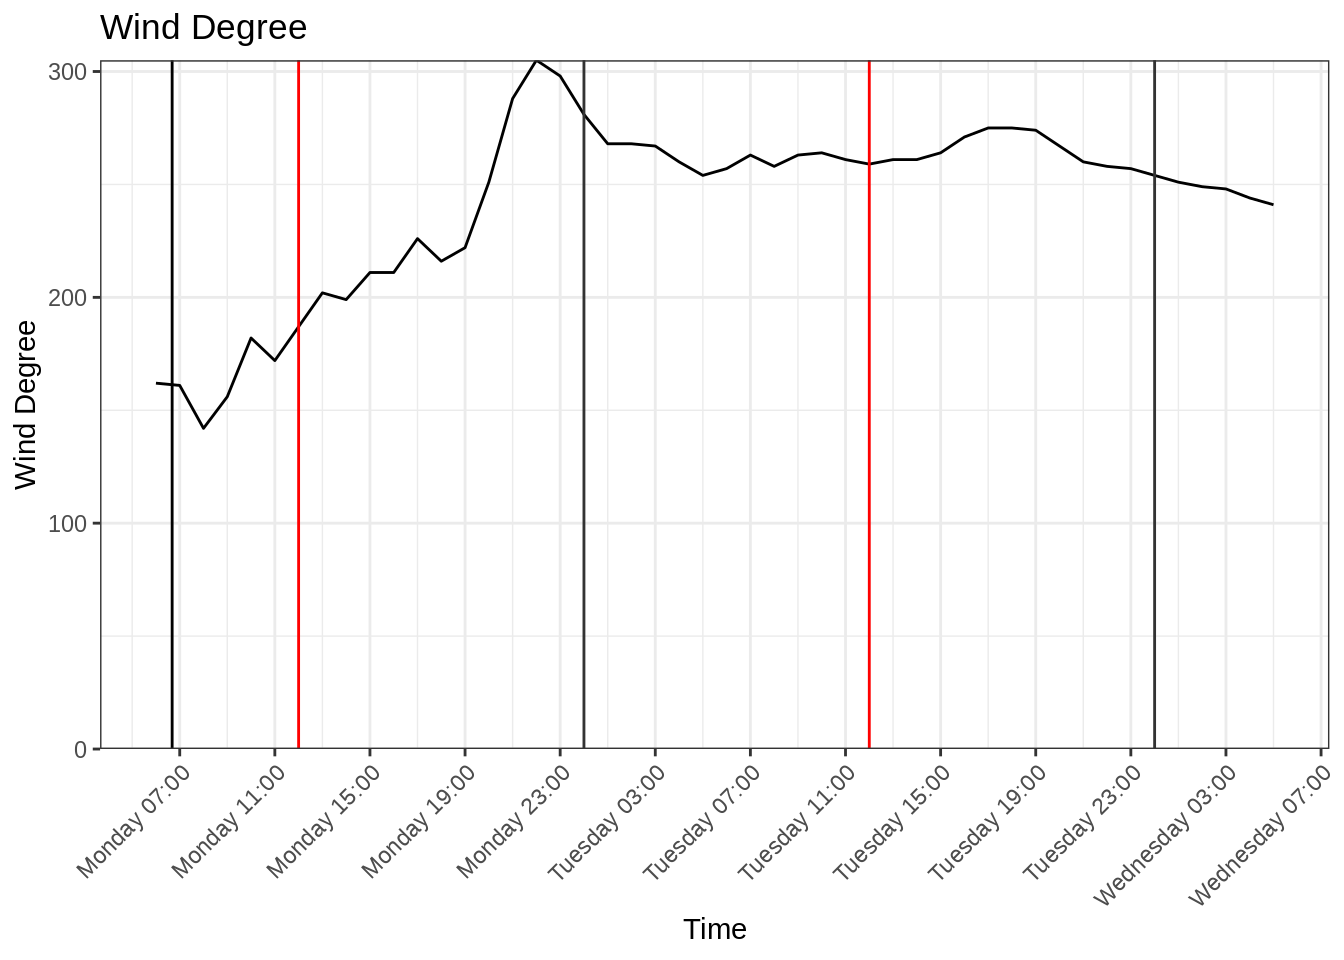 Wind Degree
Wind Degree
300
200
100
0
Monday 07:00
Monday 11:00
Monday 15:00
Monday 19:00
Monday 23:00
Tuesday 03:00
Tuesday 07:00
Tuesday 11:00
Tuesday 15:00
Tuesday 19:00
Tuesday 23:00
Wednesday 03:00
Wednesday 07:00
Time